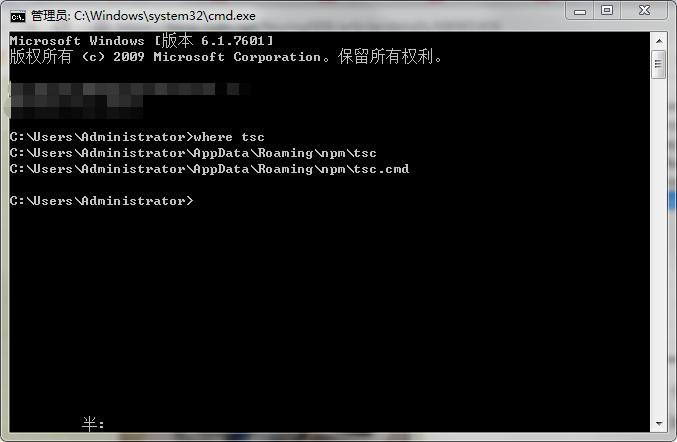 管理员: C:\Windows\system32\cmd.exe
Microsoft Windows [版本 6.1.7601]
版权所有 (c) 2009 Microsoft Corporation。保留所有权利。
C:\Users\Administrator>where tsc
C:\Users\Administrator\AppData\Roaming\npm\tsc
C:\Users\Administrator\AppData\Roaming\npm\tsc.cmd
C:\Users\Administrator>
半: